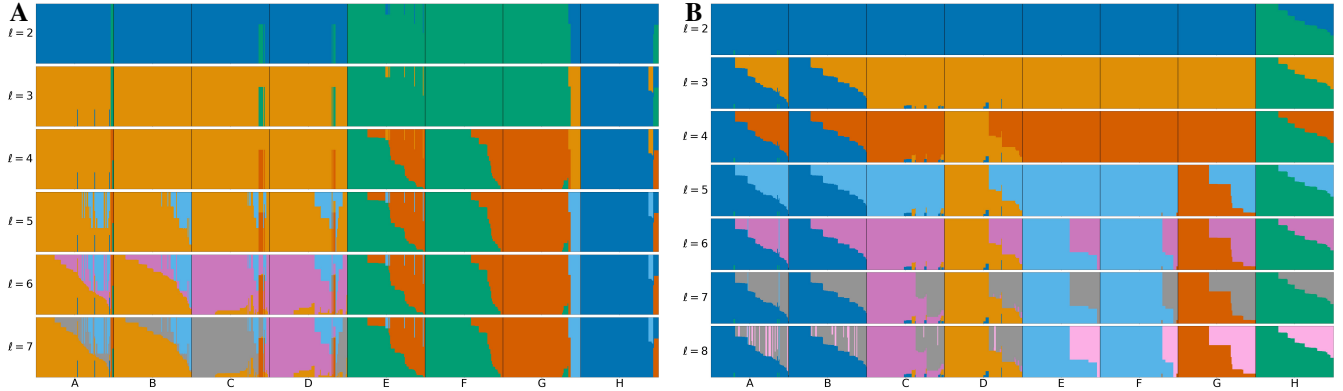 A
ℓ = 2
ℓ = 3
ℓ = 4
ℓ = 5
ℓ = 6
ℓ = 7
A B C D E F G H
B
ℓ = 2
ℓ = 3
ℓ = 4
ℓ = 5
ℓ = 6
ℓ = 7
ℓ = 8
A B C D E F G H